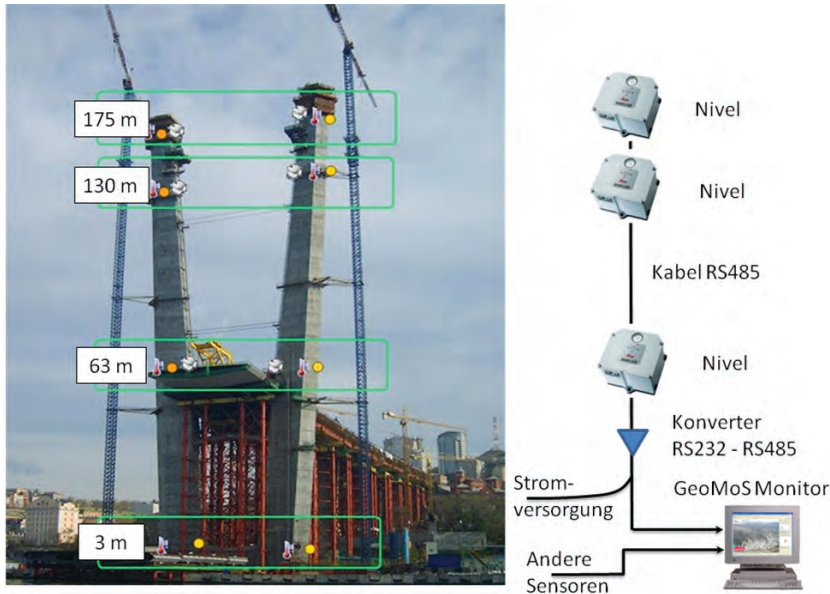 175 m
130 m
63 m
3 m
Nivel
Nivel
Kabel RS485
Nivel
Konverter
RS232 - RS485
Strom-
versorgung
GeoMoS Monitor
Andere
Sensoren